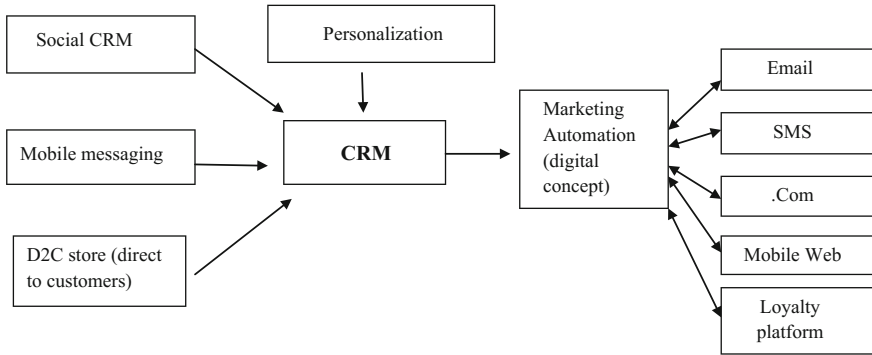 Social CRM
Personalization
Mobile messaging
D2C store (direct
to customers)
CRM
Marketing
Automation
(digital
concept)
Email
SMS
.Com
Mobile Web
Loyalty
platform